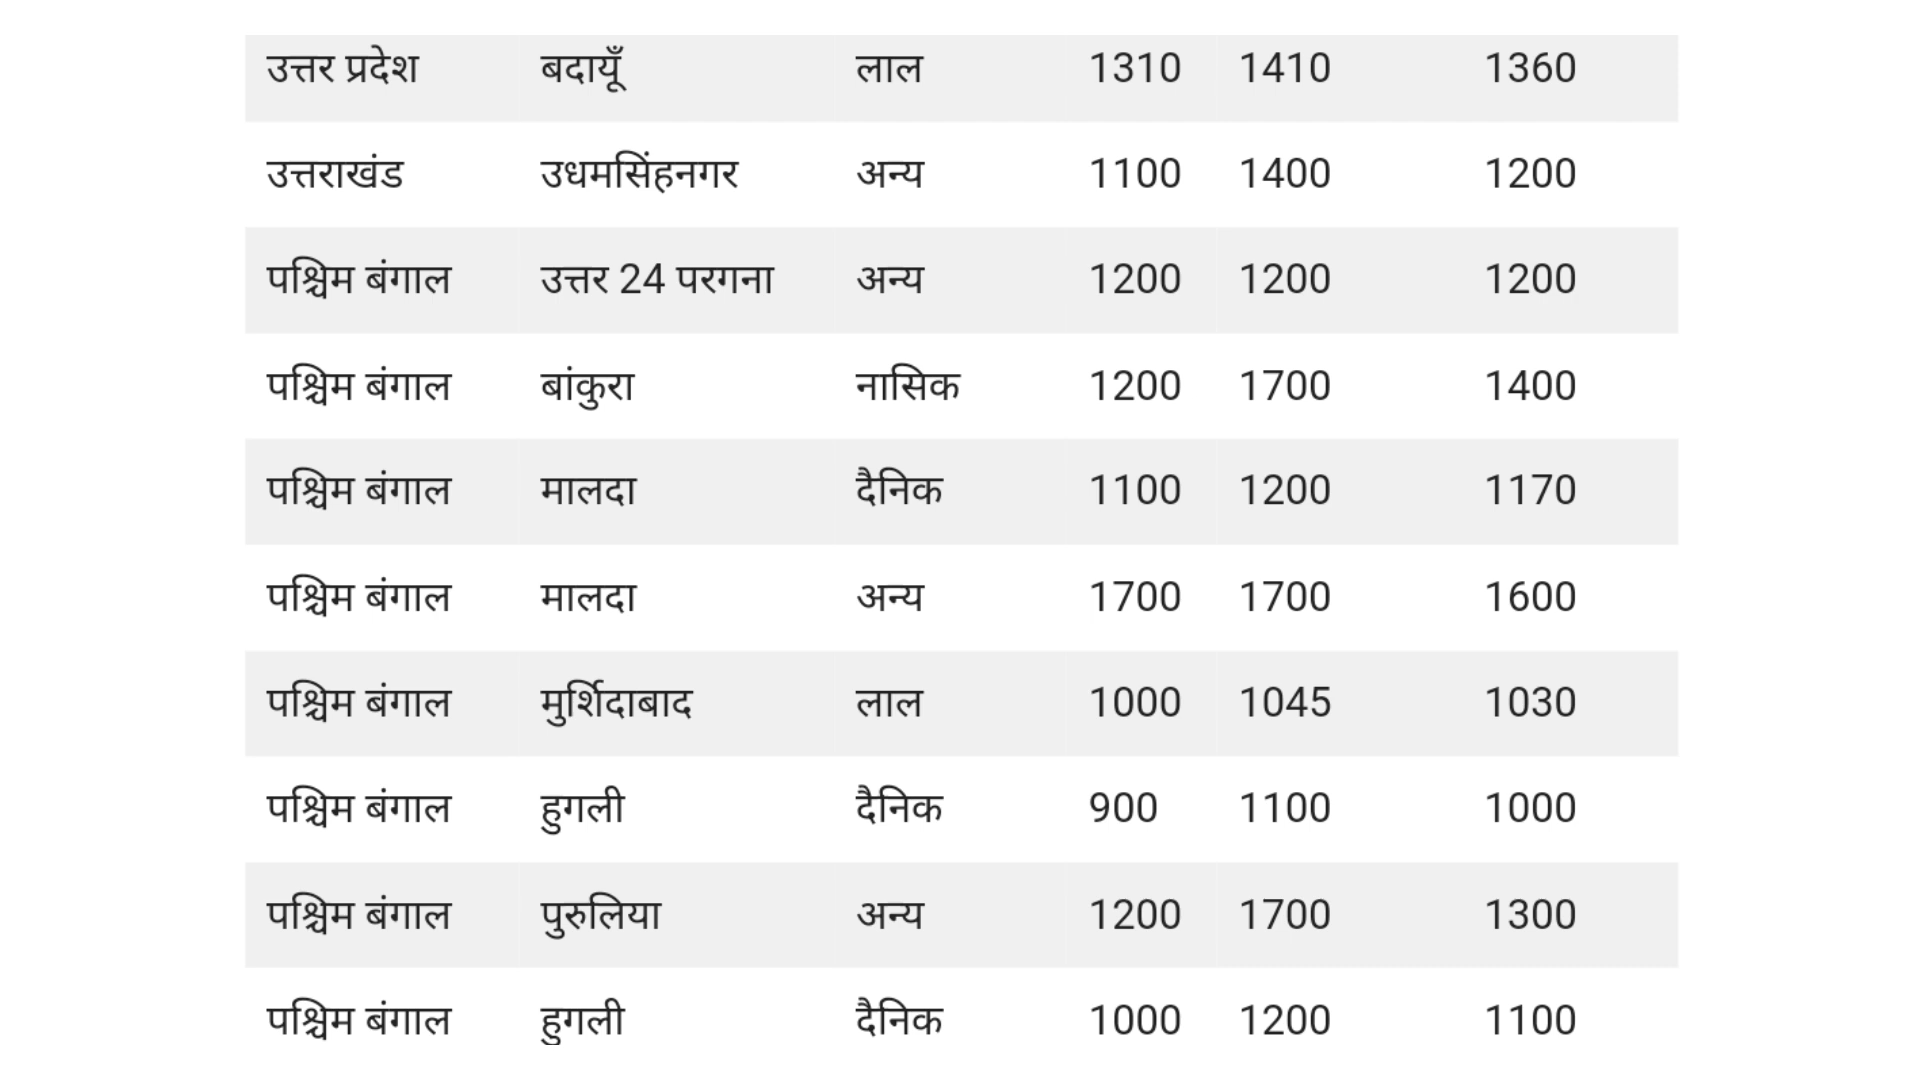 उत्तर प्रदेश बदायूँ लाल 1310 1410 1360
उत्तराखंड उधमसिंहनगर अन्य 1100 1400 1200
पश्चिम बंगाल उत्तर 24 परगना अन्य 1200 1200 1200
पश्चिम बंगाल बांकुरा नासिक 1200 1700 1400
पश्चिम बंगाल मालदा दैनिक 1100 1200 1170
पश्चिम बंगाल मालदा अन्य 1700 1700 1600
पश्चिम बंगाल मुर्शिदाबाद लाल 1000 1045 1030
पश्चिम बंगाल हुगली दैनिक 900 1100 1000
पश्चिम बंगाल पुरुलिया अन्य 1200 1700 1300
पश्चिम बंगाल हुगली दैनिक 1000 1200 1100